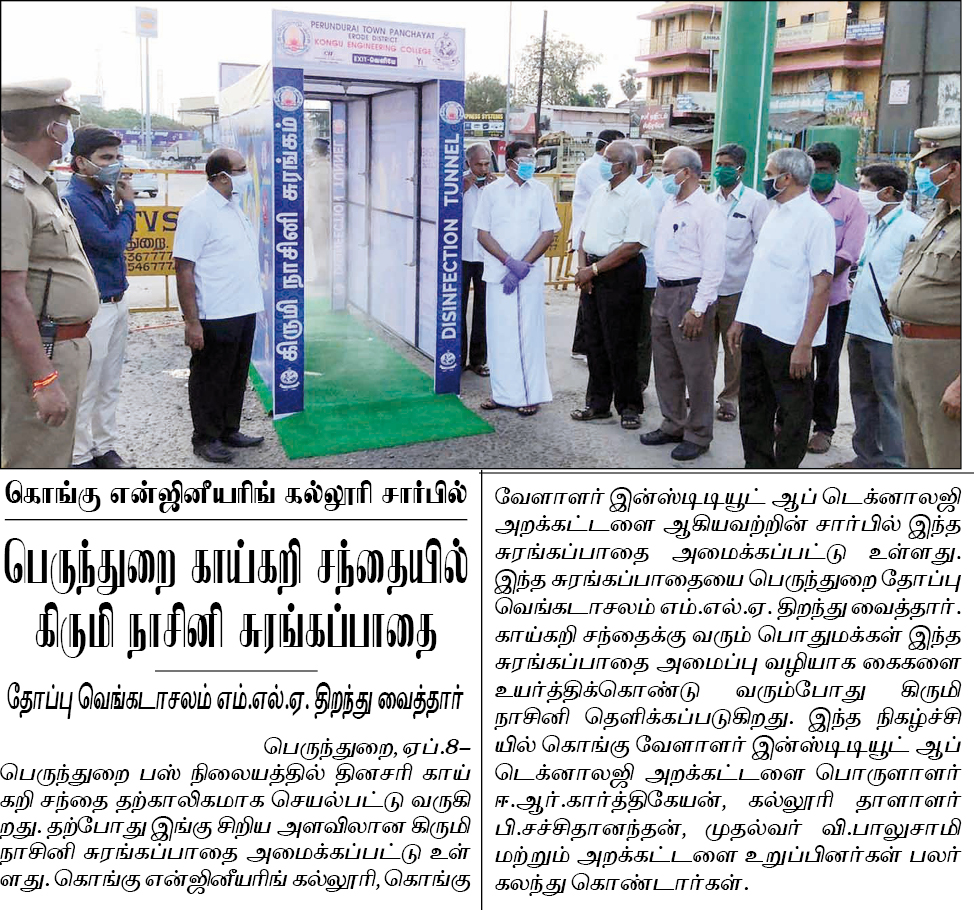 PERUNDURAI TOWN PANCHAYAT
ERODE DISTRICT
KONGU ENGINEERING COLLEGE
CII
EXIT-வெளியே
Yi
கிருமி நாசினி சுரங்கம்
DISINFECTION TUNNEL
TVS
துறை.
கொங்கு என்ஜினீயரிங் கல்லூரி சார்பில்
பெருந்துறை காய்கறி சந்தையில்
கிருமி நாசினி சுரங்கப்பாதை
தோப்பு வெங்கடாசலம் எம்.எல்.ஏ. திறந்து வைத்தார்
பெருந்துறை, ஏப்.8–
பெருந்துறை பஸ் நிலையத்தில் தினசரி காய்
கறி சந்தை தற்காலிகமாக செயல்பட்டு வருகி
றது. தற்போது இங்கு சிறிய அளவிலான கிருமி
நாசினி சுரங்கப்பாதை அமைக்கப்பட்டு உள்
ளது. கொங்கு என்ஜினீயரிங் கல்லூரி, கொங்கு
வேளாளர் இன்ஸ்டிடியூட் ஆப் டெக்னாலஜி
அறக்கட்டளை ஆகியவற்றின் சார்பில் இந்த
சுரங்கப்பாதை அமைக்கப்பட்டு உள்ளது.
இந்த சுரங்கப்பாதையை பெருந்துறை தோப்பு
வெங்கடாசலம் எம்.எல்.ஏ. திறந்து வைத்தார்.
காய்கறி சந்தைக்கு வரும் பொதுமக்கள் இந்த
சுரங்கப்பாதை அமைப்பு வழியாக கைகளை
உயர்த்திக்கொண்டு வரும்போது கிருமி
நாசினி தெளிக்கப்படுகிறது. இந்த நிகழ்ச்சி
யில் கொங்கு வேளாளர் இன்ஸ்டிடியூட் ஆப்
டெக்னாலஜி அறக்கட்டளை பொருளாளர்
ஈ.ஆர்.கார்த்திகேயன், கல்லூரி தாளாளர்
பி.சச்சிதானந்தன், முதல்வர் வி.பாலுசாமி
மற்றும் அறக்கட்டளை உறுப்பினர்கள் பலர்
கலந்து கொண்டார்கள்.